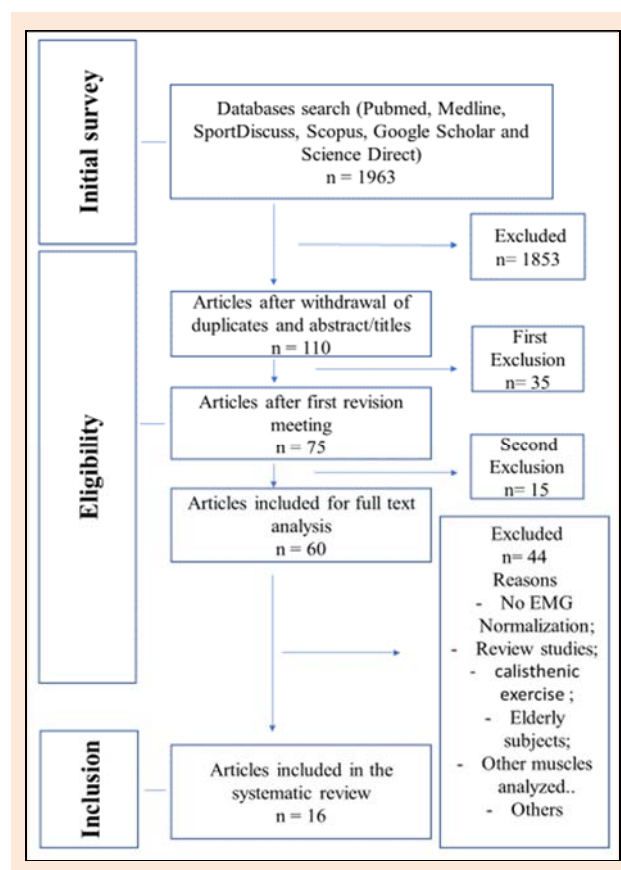 Initial survey
Databases search (Pubmed, Medline,
SportDiscuss, Scopus, Google Scholar and
Science Direct)
n = 1963
Excluded
n= 1853
Eligibility
Articles after withdrawal of
duplicates and abstract/titles
n = 110
First
Exclusion
n= 35
Articles after first revision
meeting
n = 75
Second
Exclusion
n= 15
Articles included for full text
analysis
n = 60
Excluded
n= 44
Reasons
- No EMG
Normalization;
- Review studies;
- calisthenic
exercise ;
- Elderly
subjects;
- Other muscles
analyzed..
- Others
Inclusion
Articles included in the
systematic review
n = 16